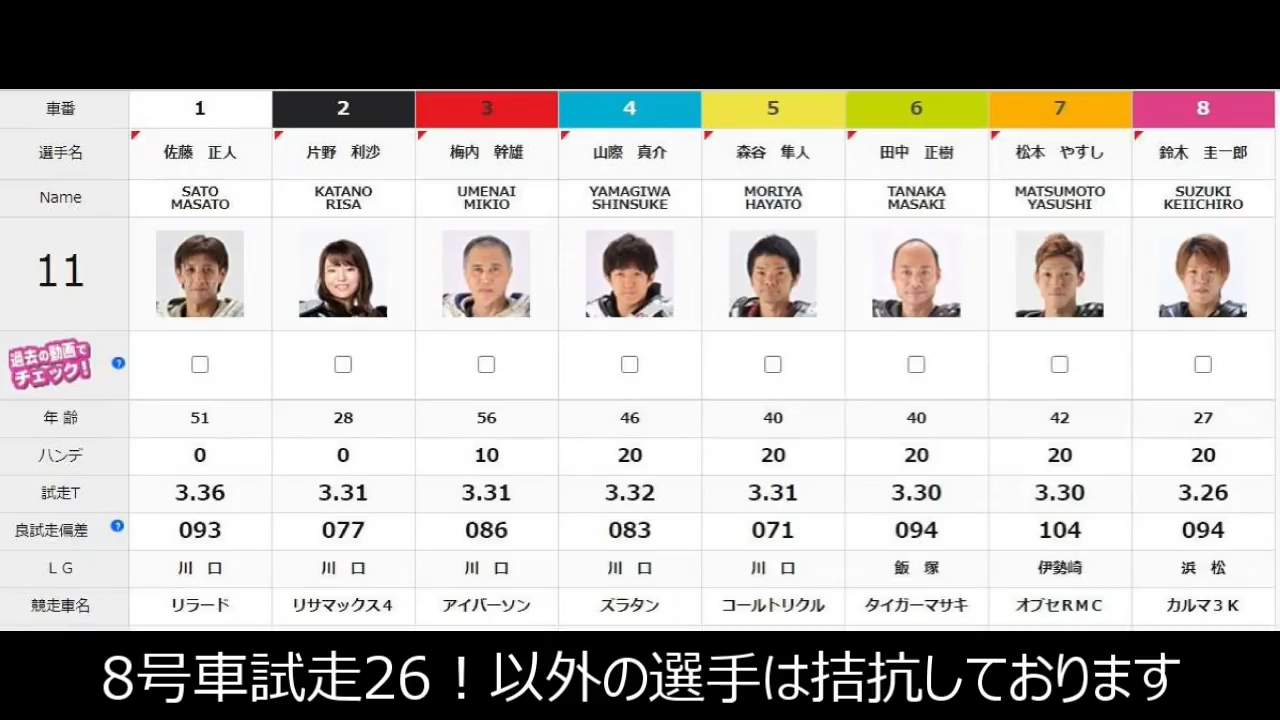 車番 1 2 3 4 5 6 7 8
選手名 佐藤 正人 片野 利沙 梅内 幹雄 山際 真介 森谷 隼人 田中 正樹 松本 やすし 鈴木 圭一郎
Name SATO MASATO KATANO RISA UMENAI MIKIO YAMAGIWA SHINSUKE MORIYA HAYATO TANAKA MASAKI MATSUMOTO YASUSHI SUZUKI KEIICHIRO
11
過去の動画で
チェック! ?
年 齢 51 28 56 46 40 40 42 27
ハンデ 0 0 10 20 20 20 20 20
試走T 3.36 3.31 3.31 3.32 3.31 3.30 3.30 3.26
良試走偏差 ? 093 077 086 083 071 094 104 094
ＬＧ 川 口 川 口 川 口 川 口 川 口 飯 塚 伊勢崎 浜 松
競走車名 リラード リサマックス４ アイバーソン ズラタン コールトリクル タイガーマサキ オブセＲＭＣ カルマ３Ｋ
8号車試走26！以外の選手は拮抗しております